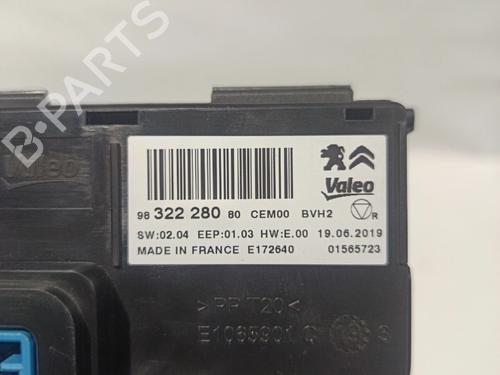 B-PARTS
98 322 280 80 CEM00 BVH2
Valeo
R
SW:02.04 EEP:01.03 HW:E.00 19.06.2019
MADE IN FRANCE E172640 01565723
>PP T20<
E1065901 C